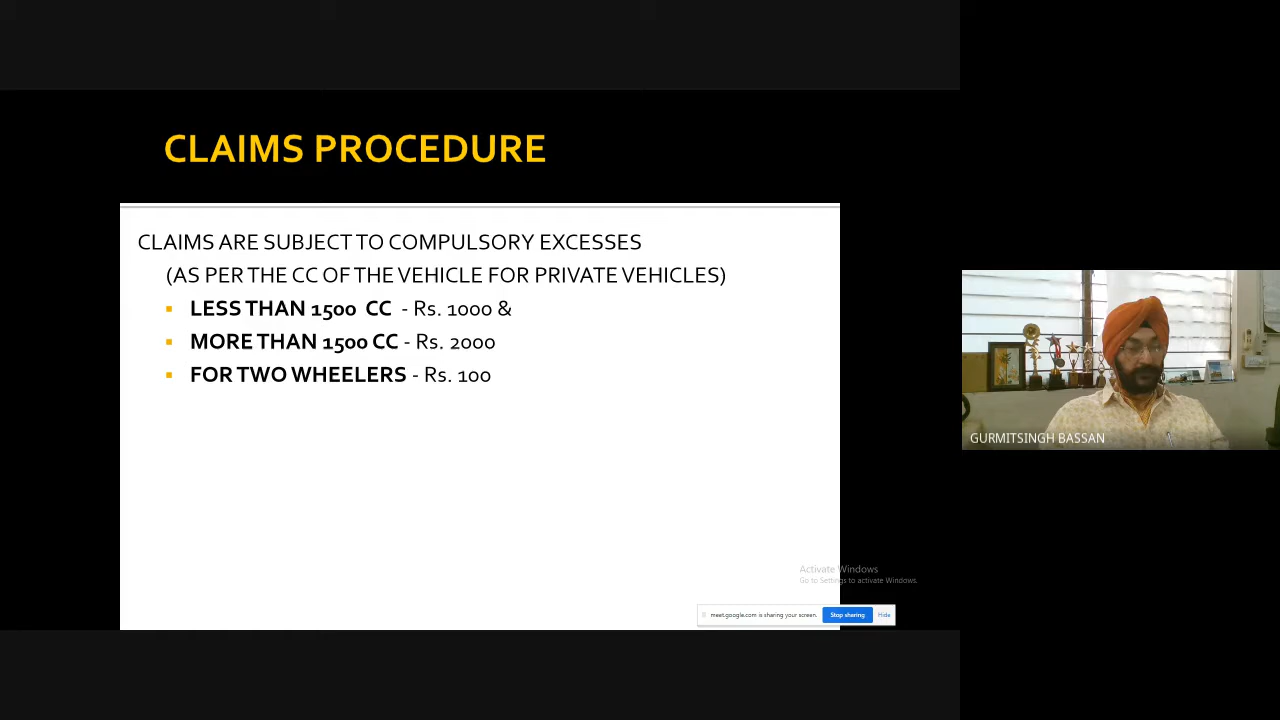 CLAIMS PROCEDURE
CLAIMS ARE SUBJECT TO COMPULSORY EXCESSES
(AS PER THE CC OF THE VEHICLE FOR PRIVATE VEHICLES)
▪ LESS THAN 1500 CC - Rs. 1000 &
▪ MORE THAN 1500 CC - Rs. 2000
▪ FOR TWO WHEELERS - Rs. 100
GURMITSINGH BASSAN
Activate Windows
Go to Settings to activate Windows.
meet.google.com is sharing your screen.
Stop sharing
Hide